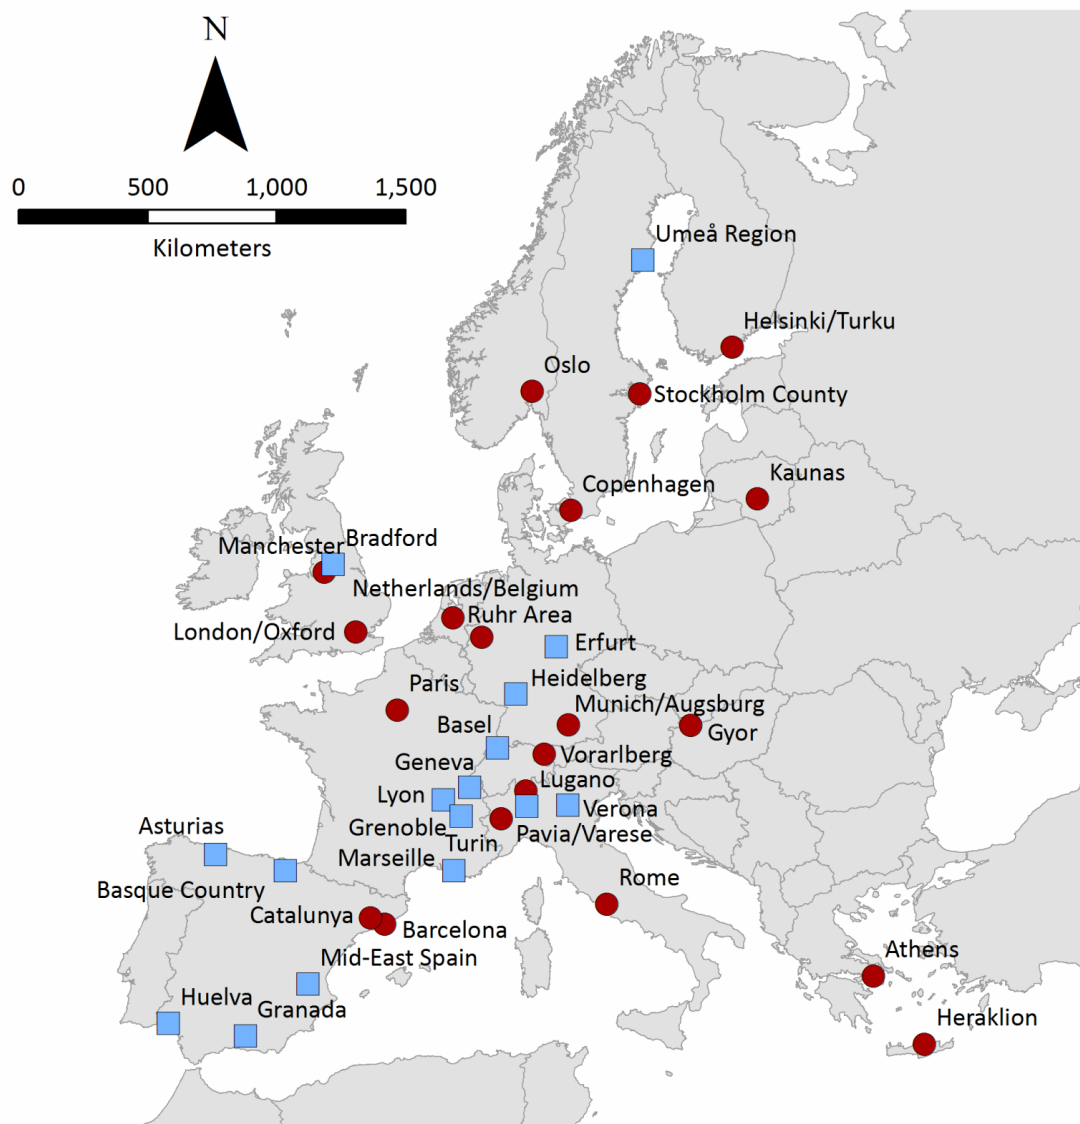 N
0 500 1,000 1,500
Kilometers
Umeå Region
Helsinki/Turku
Oslo
Stockholm County
Kaunas
Copenhagen
Bradford
Manchester
Netherlands/Belgium
Ruhr Area
London/Oxford
Erfurt
Heidelberg
Paris
Munich/Augsburg
Basel
Gyor
Vorarlberg
Geneva
Lugano
Lyon
Verona
Asturias
Grenoble
Pavia/Varese
Turin
Marseille
Rome
Basque Country
Catalunya
Barcelona
Athens
Mid-East Spain
Huelva
Granada
Heraklion